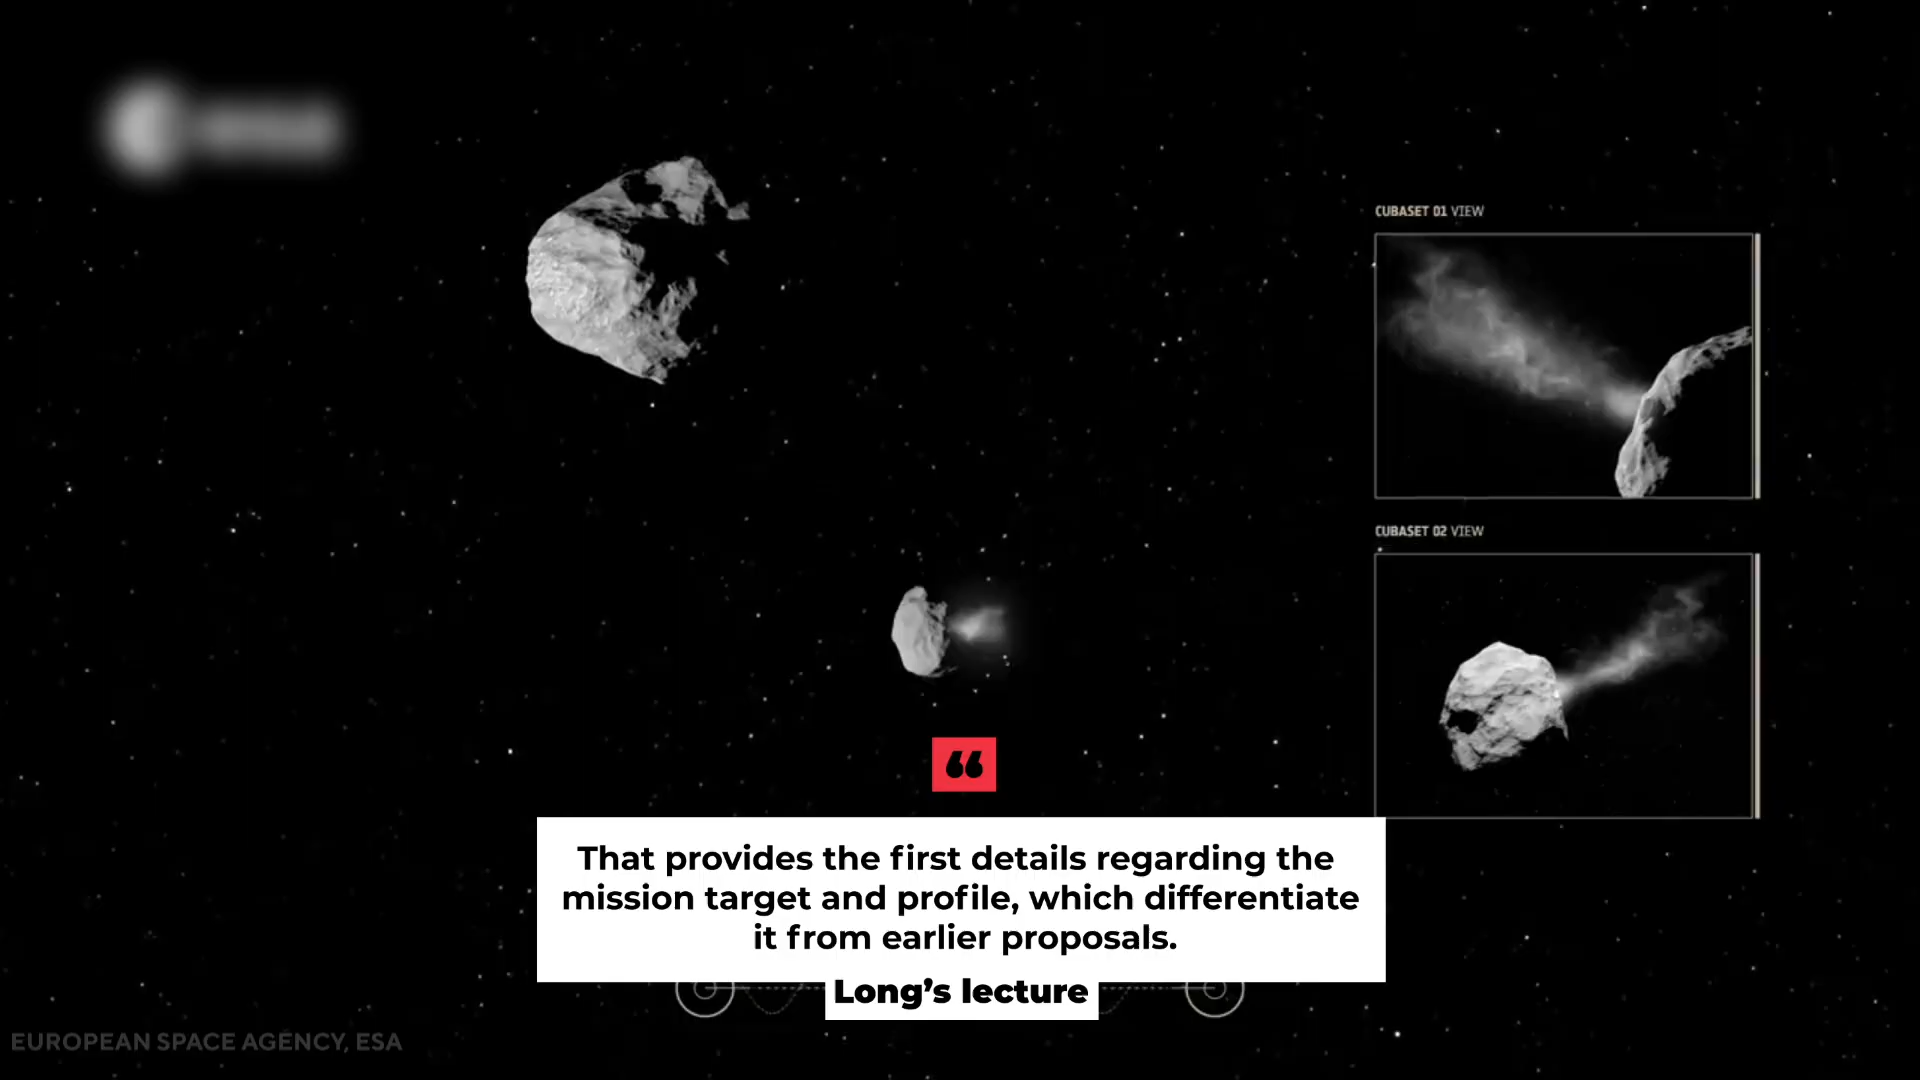 CUBASET 01 VIEW
CUBASET 02 VIEW
“
That provides the first details regarding the
mission target and profile, which differentiate
it from earlier proposals.
Long’s lecture
EUROPEAN SPACE AGENCY, ESA